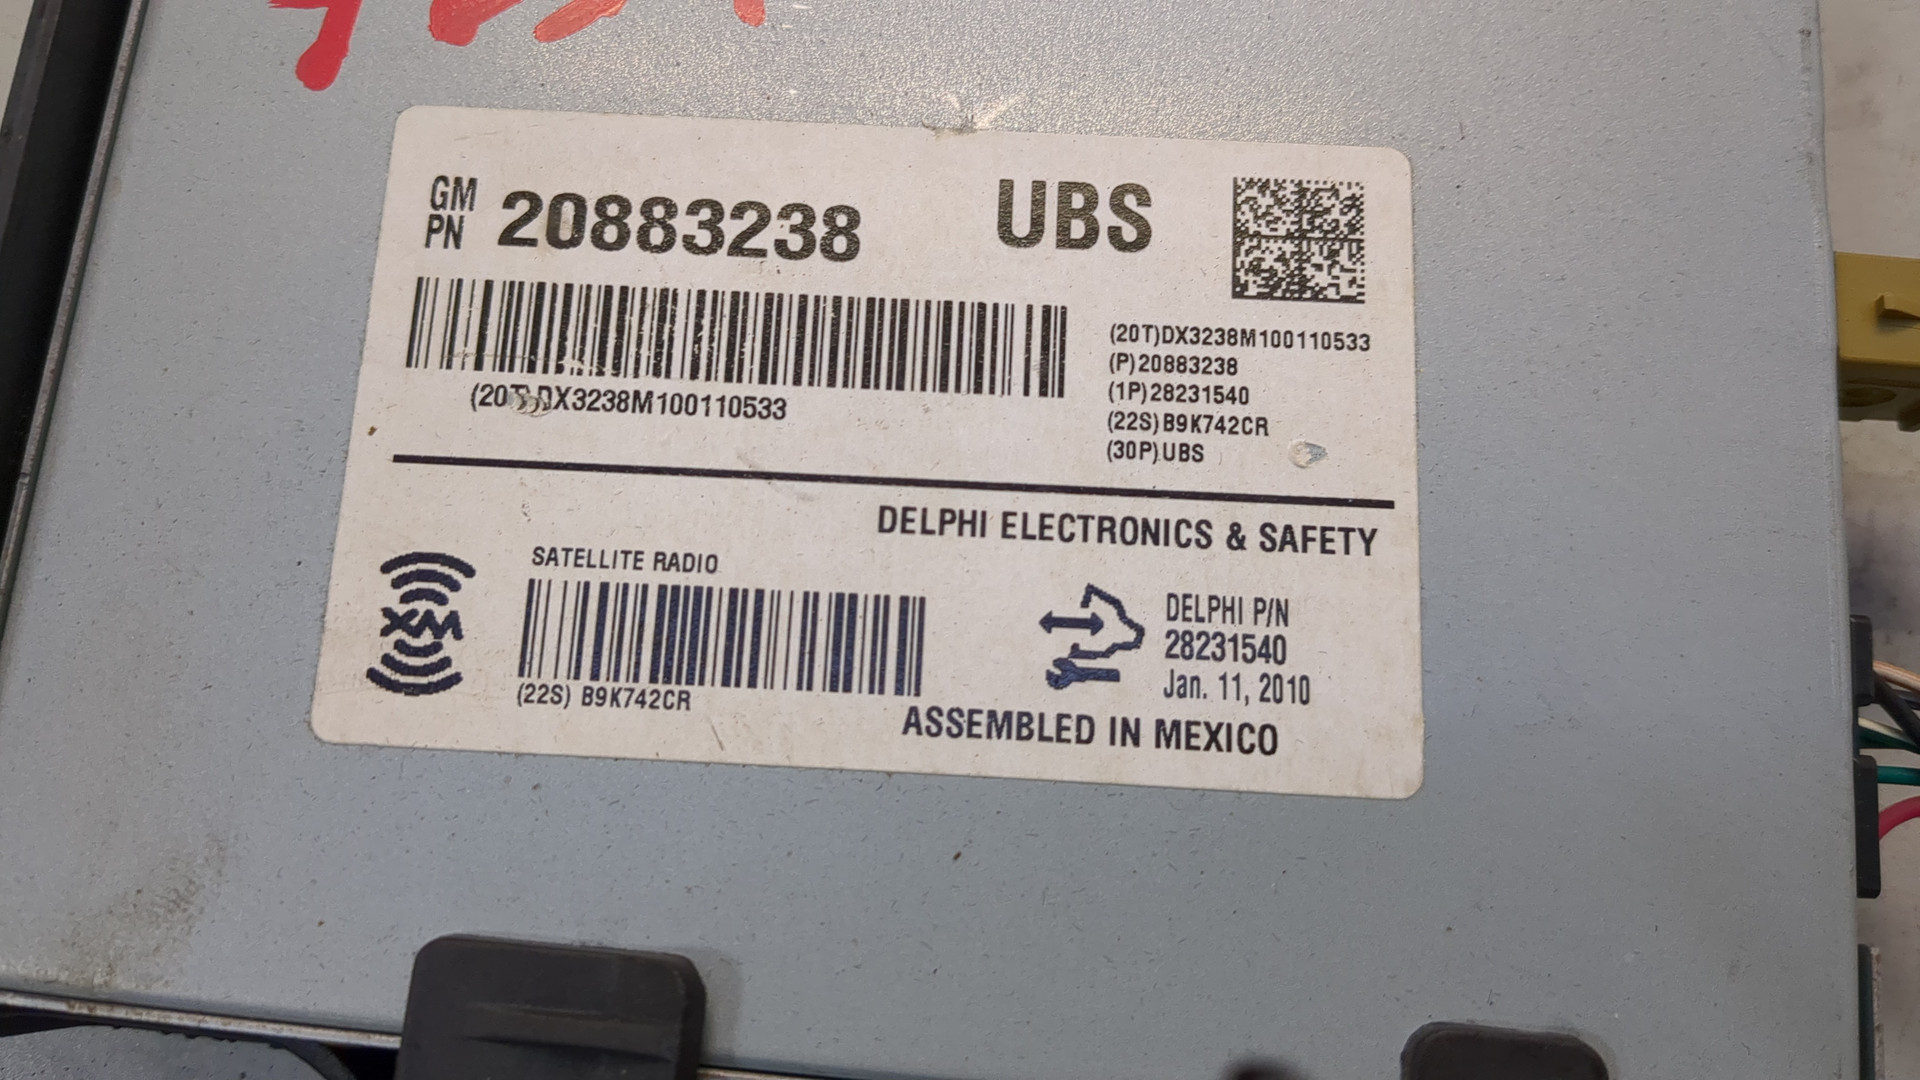 GM PN 20883238 UBS
(20T)DX3238M100110533
(20T)DX3238M100110533
(P)20883238
(1P)28231540
(22S)B9K742CR
(30P)UBS
DELPHI ELECTRONICS & SAFETY
SATELLITE RADIO
XM
(22S) B9K742CR
DELPHI P/N
28231540
Jan. 11, 2010
ASSEMBLED IN MEXICO